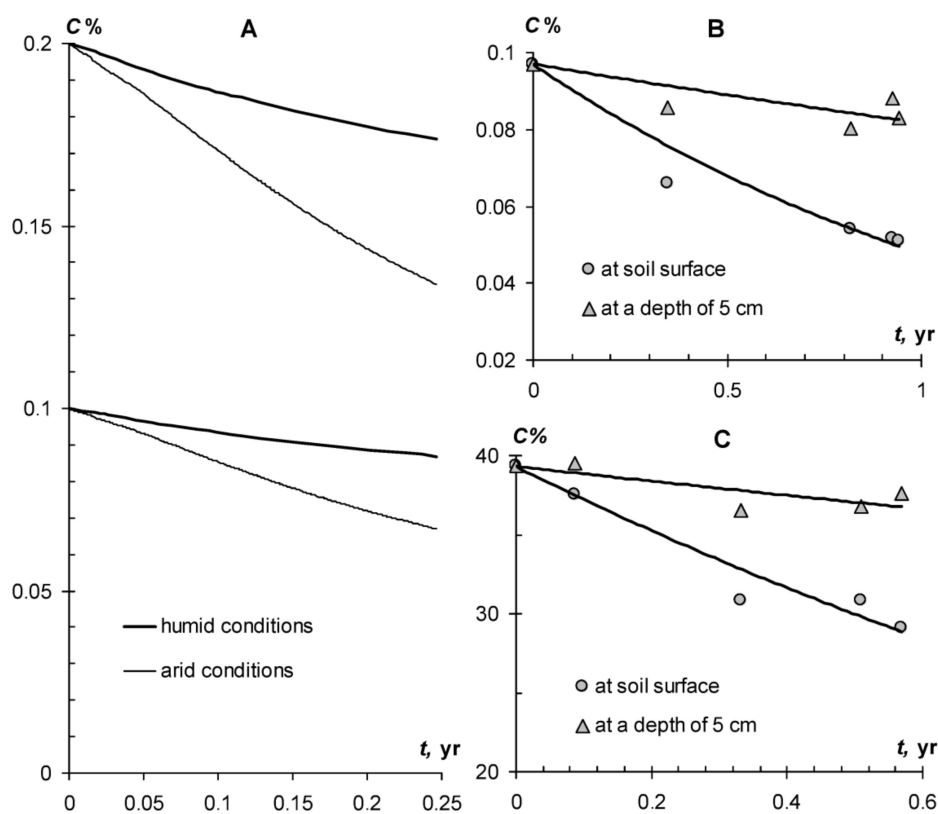 C %
A
0.2
0.15
0.1
0.05
0
humid conditions
arid conditions
t, yr
0 0.05 0.10 0.15 0.20 0.25
C %
B
0.1
0.08
0.06
0.04
0.02
at soil surface
at a depth of 5 cm
t, yr
0 0.5 1
C%
C
40
30
20
at soil surface
at a depth of 5 cm
t, yr
0 0.2 0.4 0.6